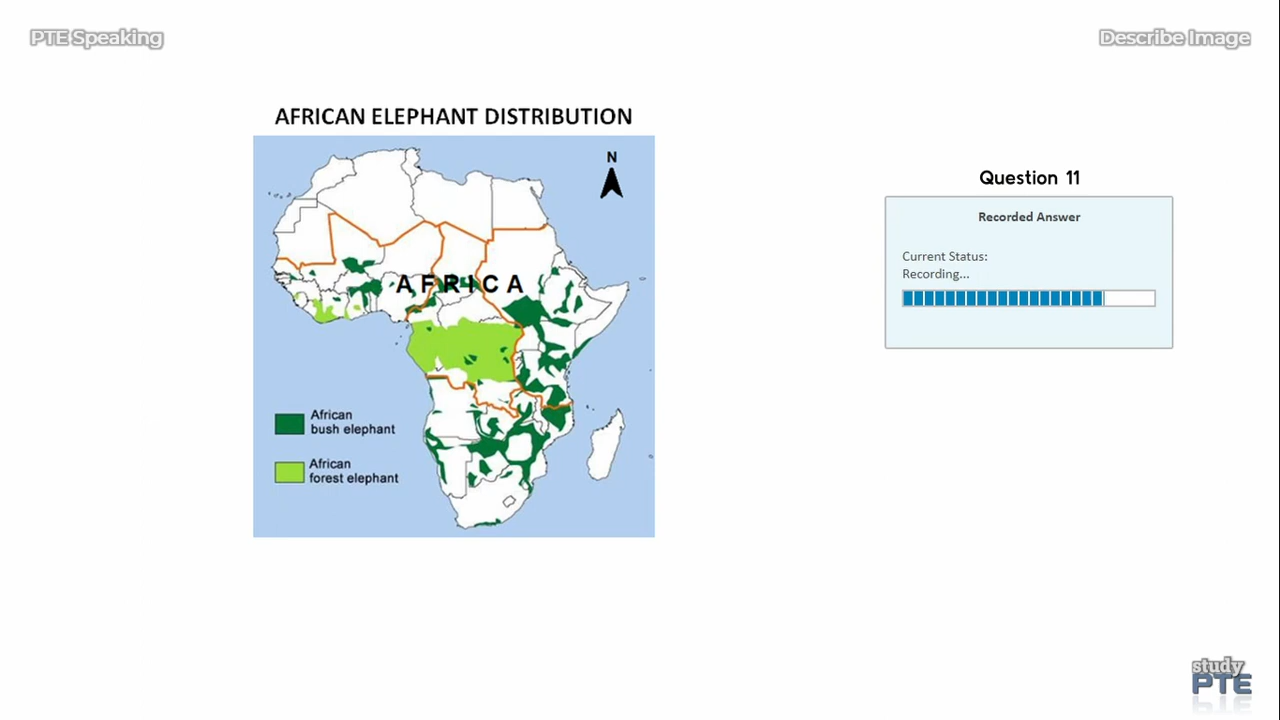 PTE Speaking
Describe Image
AFRICAN ELEPHANT DISTRIBUTION
N
AFRICA
African
bush elephant
African
forest elephant
Question 11
Recorded Answer
Current Status:
Recording...
study
PTE